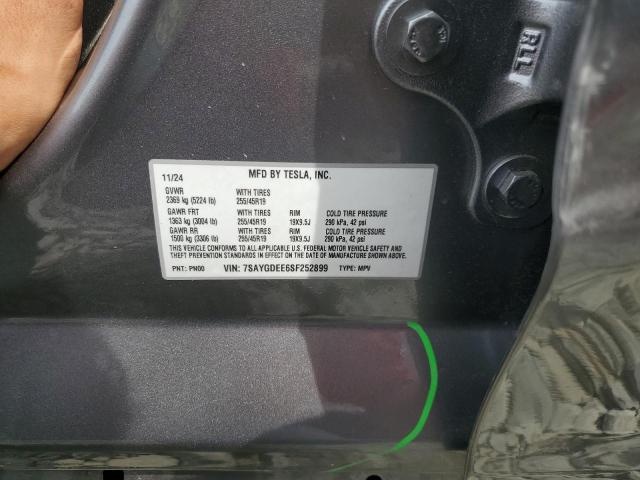 RLL
11/24 MFD BY TESLA, INC.
GVWR WITH TIRES
2369 kg (5224 lb) 255/45R19
GAWR FRT WITH TIRES RIM COLD TIRE PRESSURE
1363 kg (3004 lb) 255/45R19 19X9.5J 290 kPa, 42 psi
GAWR RR WITH TIRES RIM COLD TIRE PRESSURE
1500 kg (3306 lb) 255/45R19 19X9.5J 290 kPa, 42 psi
THIS VEHICLE CONFORMS TO ALL APPLICABLE U.S. FEDERAL MOTOR VEHICLE SAFETY AND
THEFT PREVENTION STANDARDS IN EFFECT ON THE DATE OF MANUFACTURE SHOWN ABOVE.
PNT: PN00 VIN: 7SAYGDEE6SF252899 TYPE: MPV